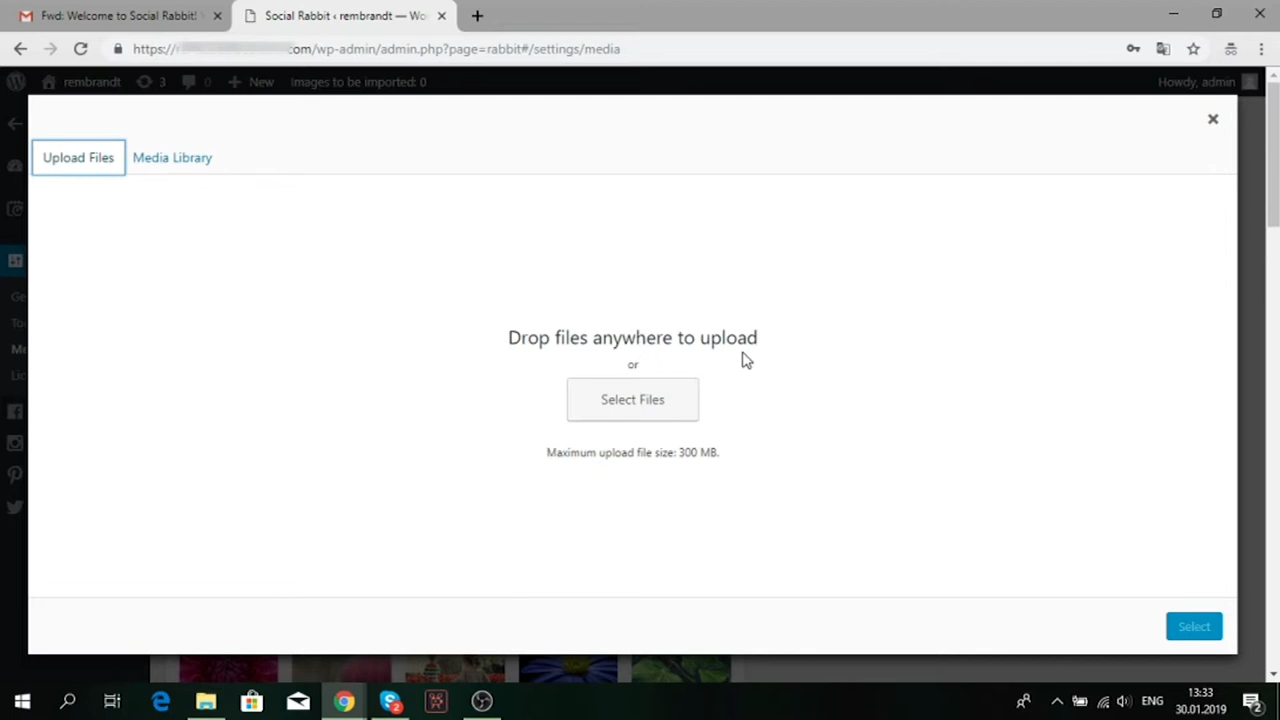 Fwd: Welcome to Social Rabbit!
Social Rabbit ‹ rembrandt — Wo
https://
com/wp-admin/admin.php?page=rabbit#/settings/media
rembrandt
3
0
New
Images to be imported: 0
Howdy, admin
Upload Files
Media Library
Drop files anywhere to upload
or
Select Files
Maximum upload file size: 300 MB.
Select
2
ENG
13:33
30.01.2019
2